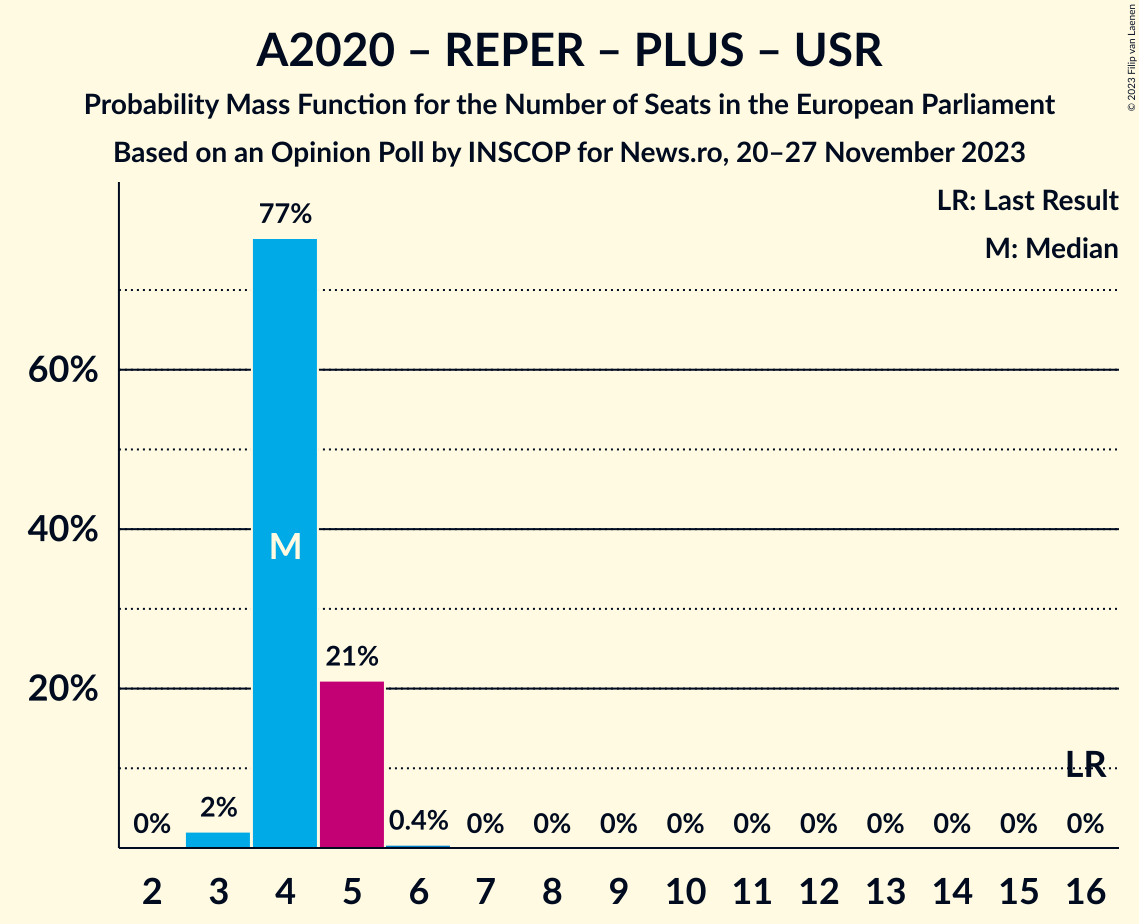 A2020 – REPER – PLUS – USR
Probability Mass Function for the Number of Seats in the European Parliament
Based on an Opinion Poll by INSCOP for News.ro, 20–27 November 2023
© 2023 Filip van Laenen
LR: Last Result
M: Median
77%
60%
40%
M
21%
20%
LR
0% 2% 0.4% 0% 0% 0% 0% 0% 0% 0% 0% 0% 0%
2 3 4 5 6 7 8 9 10 11 12 13 14 15 16